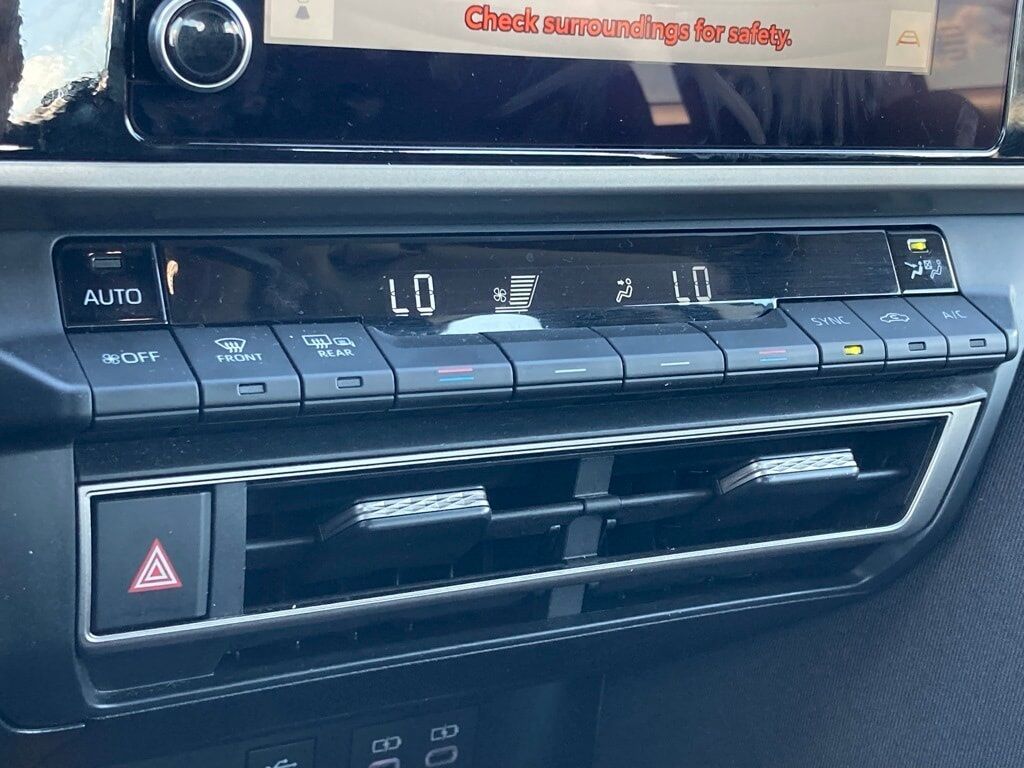 Check surroundings for safety.
AUTO
LO
LO
OFF
FRONT
REAR
SYNC
A/C